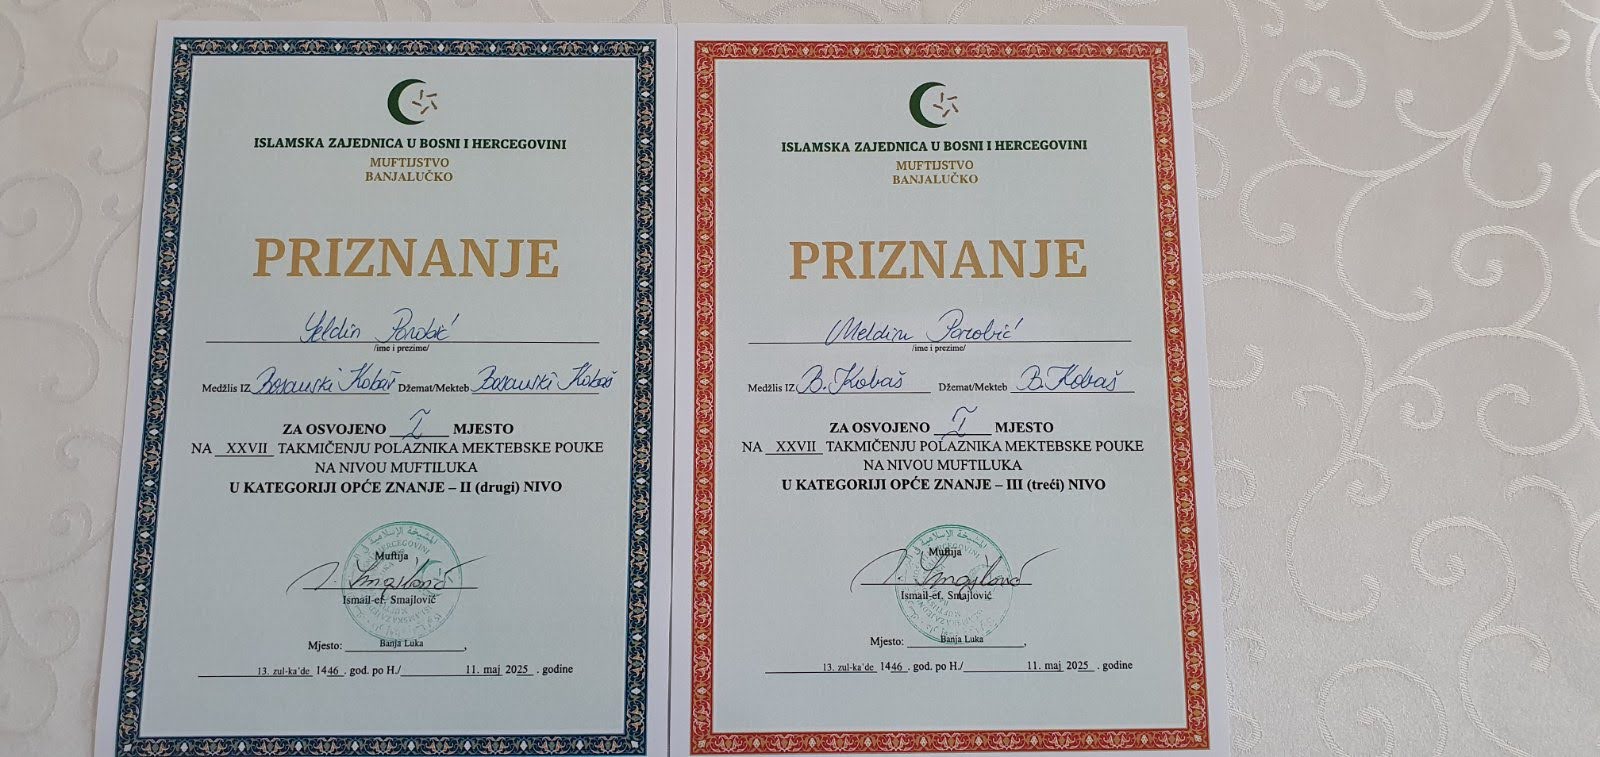 ISLAMSKA ZAJEDNICA U BOSNI I HERCEGOVINI
MUFTIJSTVO
BANJALUČKO
PRIZNANJE
Jeldin Porobić
/ime i prezime/
Medžlis IZ Bosanski Kobaš Džemat/Mekteb Bosanski Kobaš
ZA OSVOJENO I MJESTO
NA XXVII TAKMIČENJU POLAZNIKA MEKTEBSKE POUKE
NA NIVOU MUFTILUKA
U KATEGORIJI OPĆE ZNANJE – II (drugi) NIVO
Muftija
I. Smajlović
Ismail-ef. Smajlović
Mjesto: Banja Luka,
13. zul-ka'de 1446. god. po H./ 11. maj 2025. godine
ISLAMSKA ZAJEDNICA U BOSNI I HERCEGOVINI
MUFTIJSTVO
BANJALUČKO
PRIZNANJE
Meldin Porobić
/ime i prezime/
Medžlis IZ B. Kobaš Džemat/Mekteb B. Kobaš
ZA OSVOJENO I MJESTO
NA XXVII TAKMIČENJU POLAZNIKA MEKTEBSKE POUKE
NA NIVOU MUFTILUKA
U KATEGORIJI OPĆE ZNANJE – III (treći) NIVO
Muftija
I. Smajlović
Ismail-ef. Smajlović
Mjesto: Banja Luka,
13. zul-ka'de 1446. god. po H./ 11. maj 2025. godine